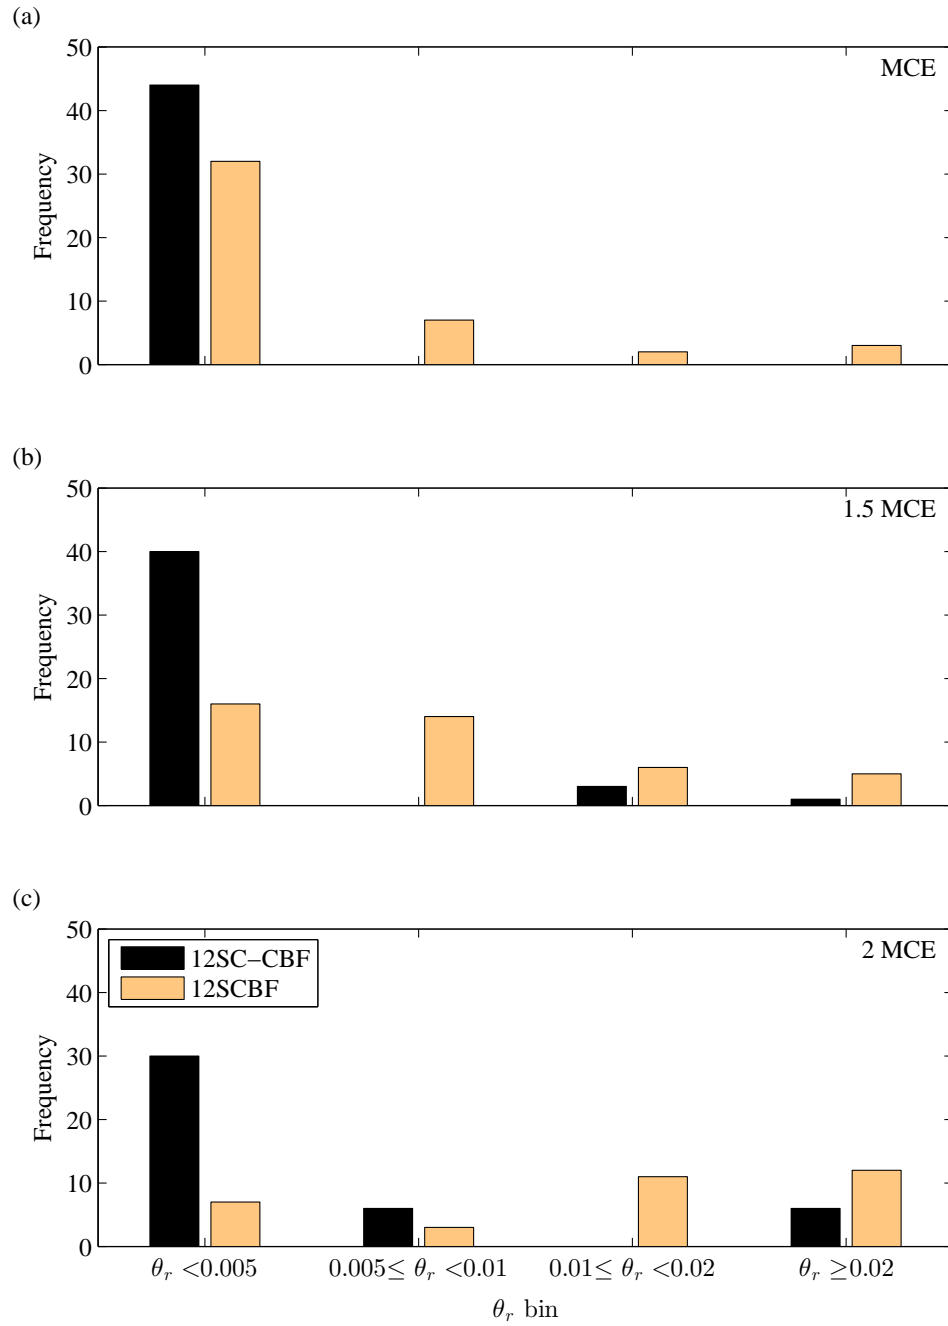 (a)
MCE
50
40
30
20
10
0
Frequency
(b)
1.5 MCE
50
40
30
20
10
0
Frequency
(c)
2 MCE
12SC−CBF
12SCBF
50
40
30
20
10
0
Frequency
θr <0.005 0.005≤ θr <0.01 0.01≤ θr <0.02 θr ≥0.02
θr bin